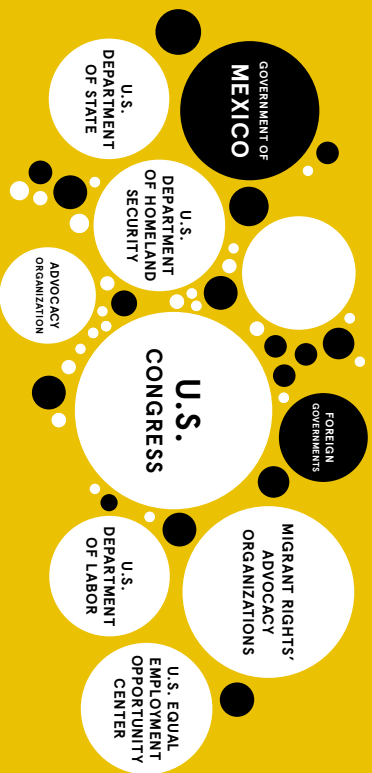 GOVERNMENT OF
MEXICO
U.S.
DEPARTMENT
OF STATE
U.S.
DEPARTMENT
OF HOMELAND
SECURITY
ADVOCACY
ORGANIZATION
U.S.
CONGRESS
FOREIGN
GOVERNMENTS
MIGRANT RIGHTS'
ADVOCACY
ORGANIZATIONS
U.S.
DEPARTMENT
OF LABOR
U.S. EQUAL
EMPLOYMENT
OPPORTUNITY
CENTER